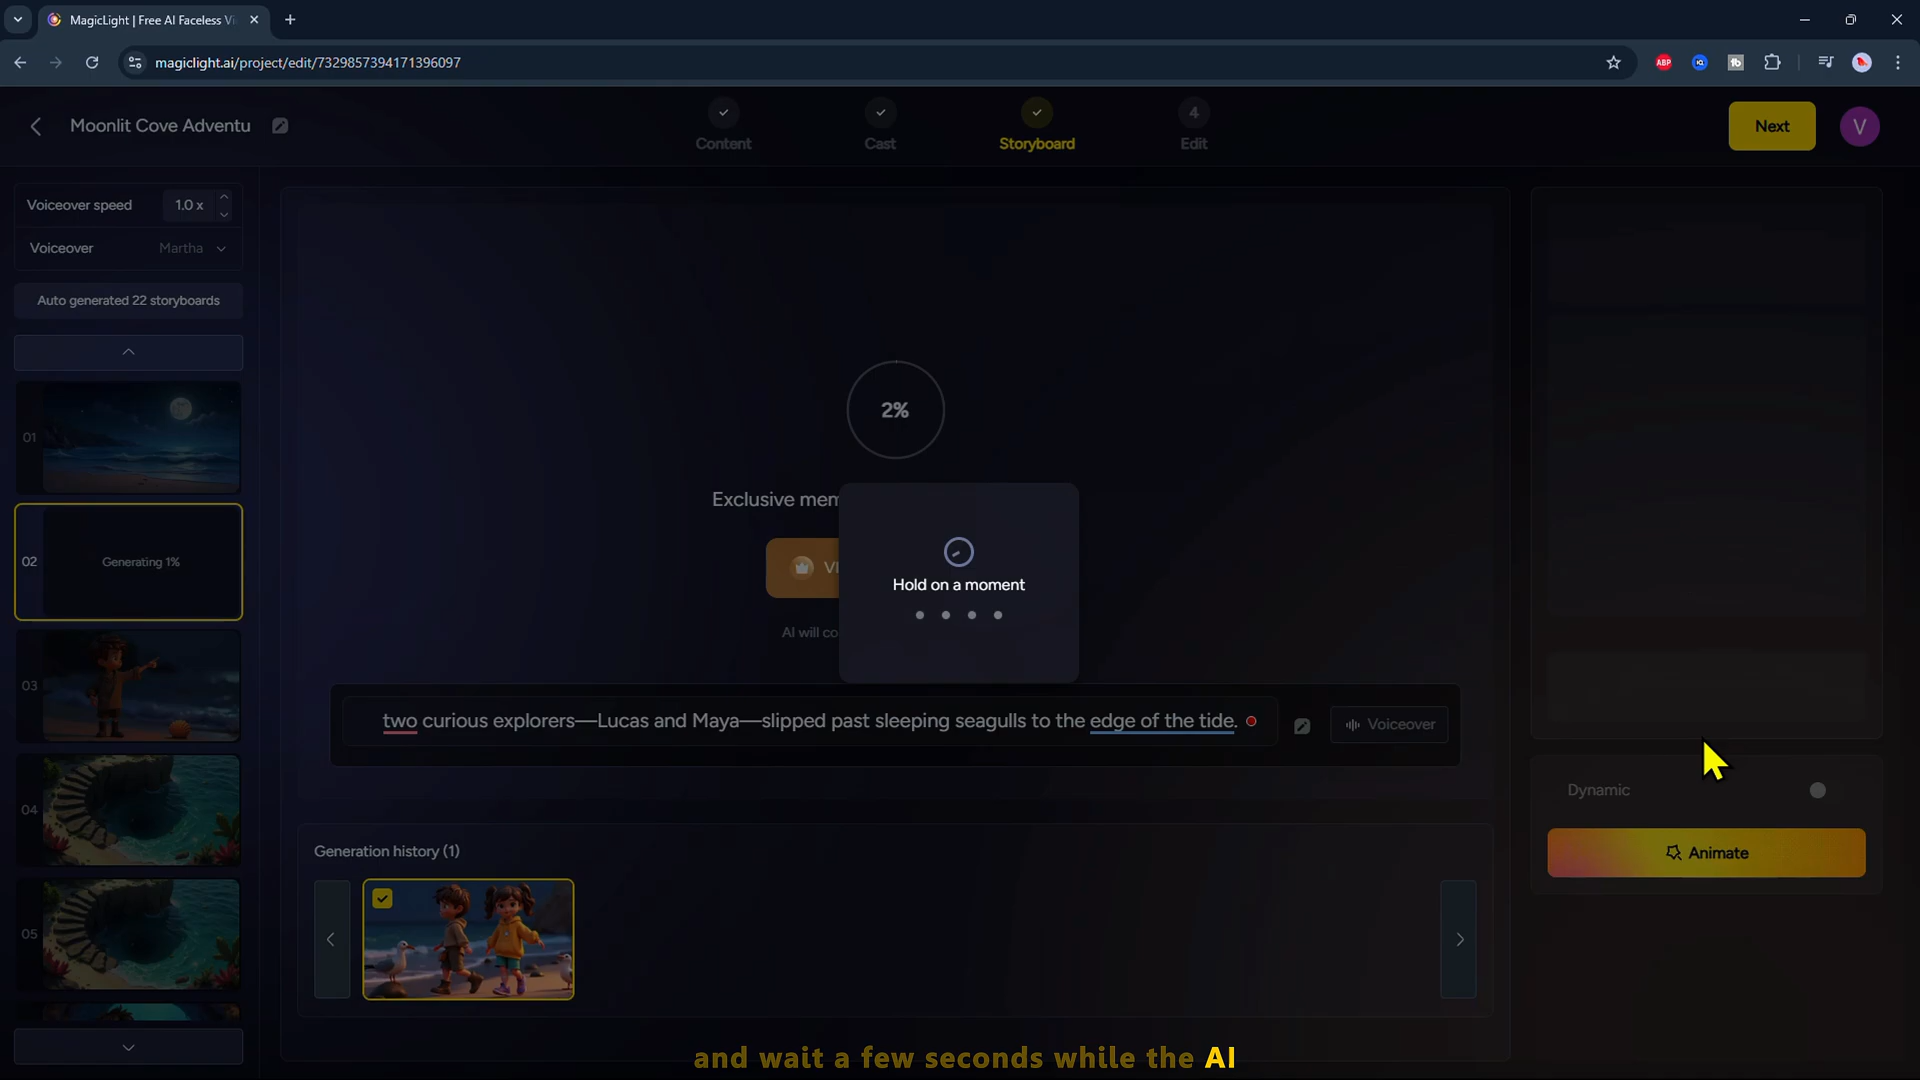 MagicLight | Free AI Faceless Vi
magiclight.ai/project/edit/7329857394171396097
ABP
Moonlit Cove Adventu
Content
Cast
Storyboard
4
Edit
Next
V
Voiceover speed
1.0 x
Voiceover
Martha
Auto generated 22 storyboards
01
02
Generating 1%
03
04
05
2%
Exclusive mem
VI
AI will co
Hold on a moment
two curious explorers—Lucas and Maya—slipped past sleeping seagulls to the edge of the tide.
Voiceover
Generation history (1)
Dynamic
Animate
and wait a few seconds while the AI